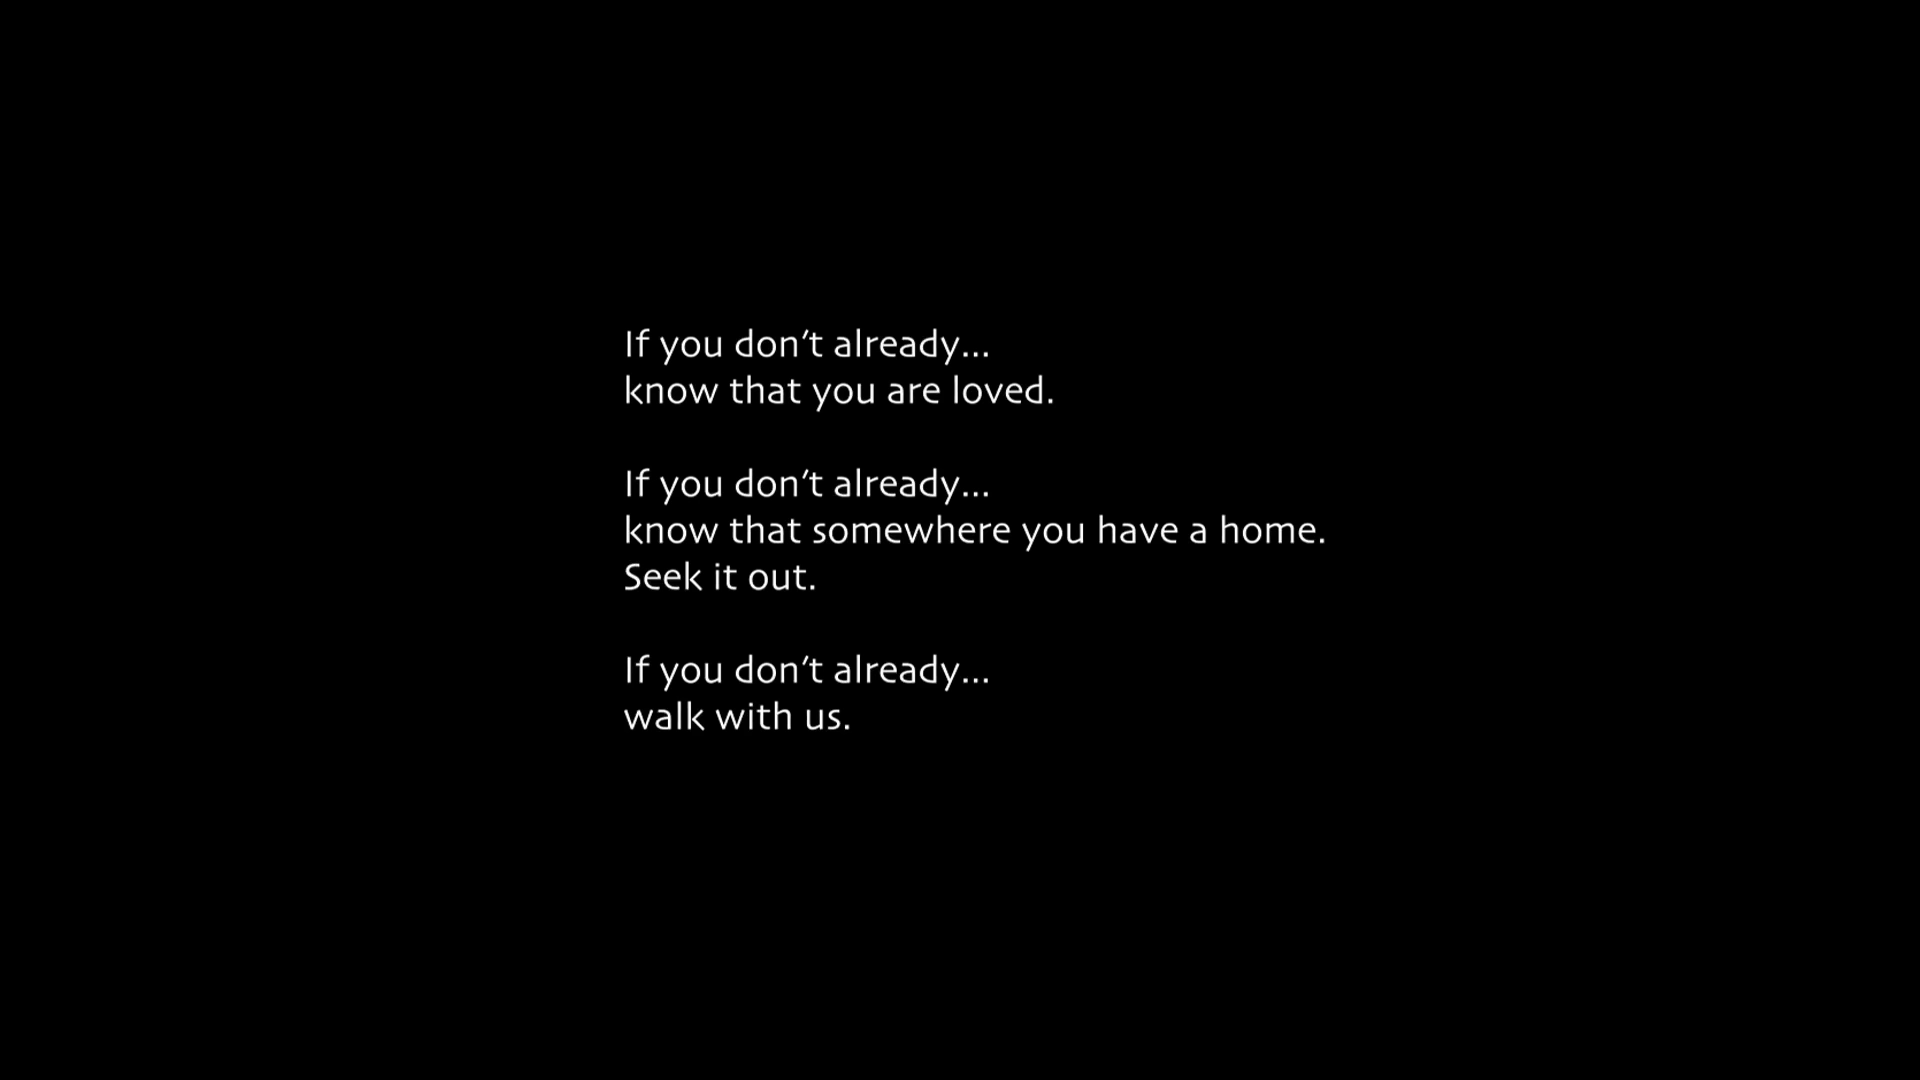 If you don’t already...
know that you are loved.
If you don’t already...
know that somewhere you have a home.
Seek it out.
If you don’t already...
walk with us.